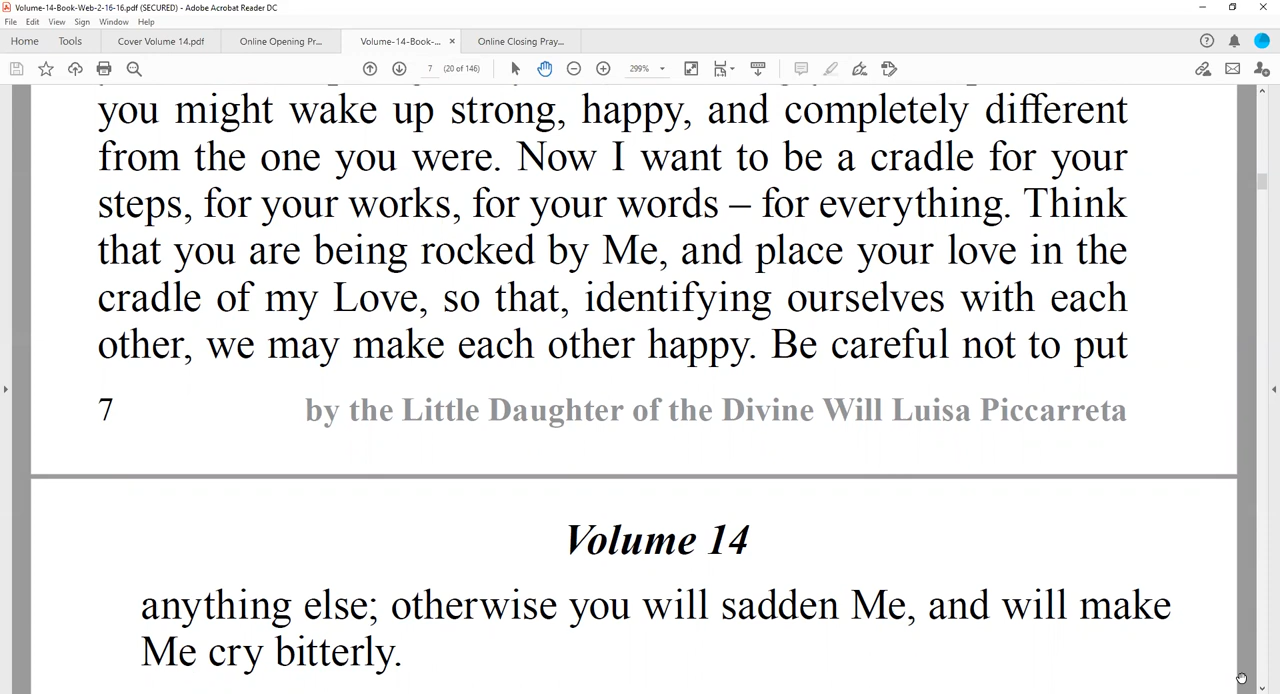 Volume-14-Book-Web-2-16-16.pdf (SECURED) - Adobe Acrobat Reader DC
File Edit View Sign Window Help
Home Tools Cover Volume 14.pdf Online Opening Pr... Volume-14-Book-... × Online Closing Pray...
7 (20 of 146) 299%
you might wake up strong, happy, and completely different
from the one you were. Now I want to be a cradle for your
steps, for your works, for your words – for everything. Think
that you are being rocked by Me, and place your love in the
cradle of my Love, so that, identifying ourselves with each
other, we may make each other happy. Be careful not to put
7 by the Little Daughter of the Divine Will Luisa Piccarreta
Volume 14
anything else; otherwise you will sadden Me, and will make
Me cry bitterly.